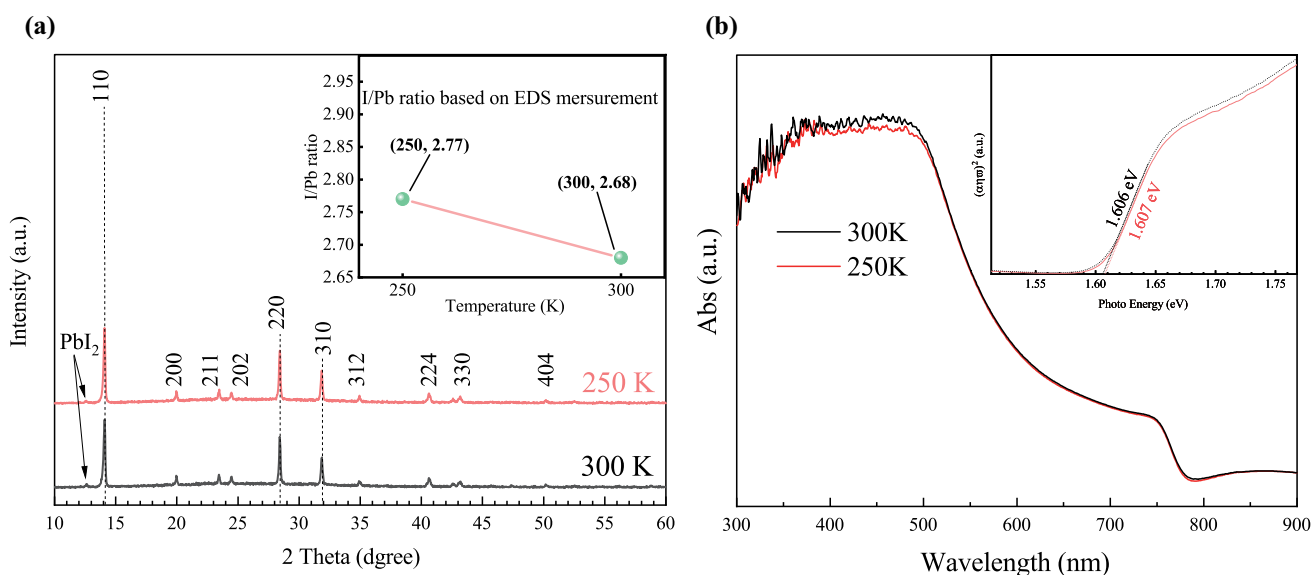 (a)
110
I/Pb ratio based on EDS mersurement
I/Pb ratio
2.95
2.90
2.85
2.80
2.75
2.70
2.65
(250, 2.77)
(300, 2.68)
250
300
Temperature (K)
Intensity (a.u.)
PbI2
200
211
202
220
310
312
224
330
404
250 K
300 K
10
14
20
25
30
35
40
45
50
55
60
2 Theta (dgree)
(b)
Abs (a.u.)
300K
250K
(αηϖ)² (a.u.)
1.606 eV
1.607 eV
1.55
1.60
1.65
1.70
1.75
Photo Energy (eV)
300
400
500
600
700
800
900
Wavelength (nm)